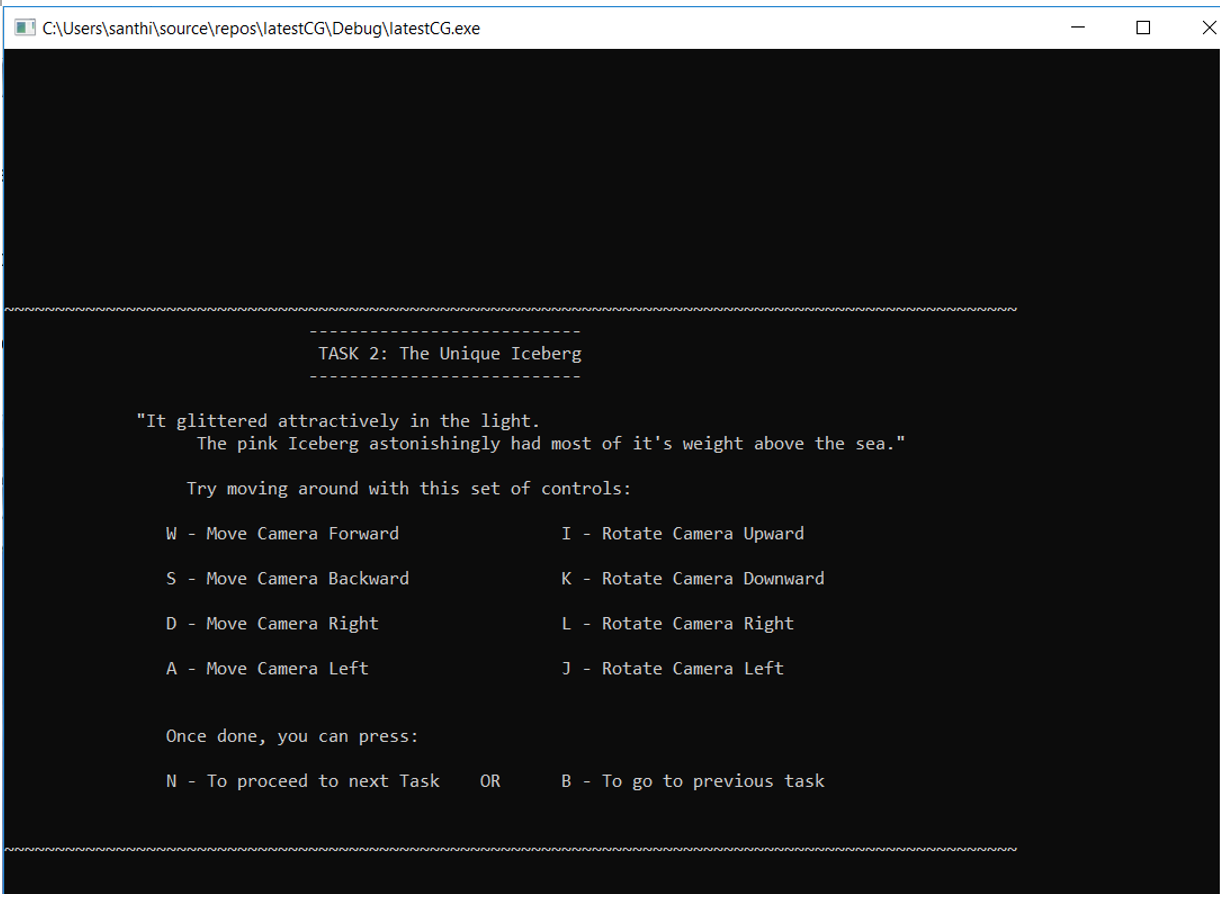 C:\Users\santhi\source\repos\latestCG\Debug\latestCG.exe
~~~~~~~~~~~~~~~~~~~~~~~~~~~~~~~~~~~~~~~~~~~~~~~~~~~~~~~~~~~~~~~~~~~~~~~~~~~~~~~~~~~~~~~~~~~~~~~~~~~~
---------------------------
TASK 2: The Unique Iceberg
---------------------------
"It glittered attractively in the light.
The pink Iceberg astonishingly had most of it's weight above the sea."
Try moving around with this set of controls:
W - Move Camera Forward I - Rotate Camera Upward
S - Move Camera Backward K - Rotate Camera Downward
D - Move Camera Right L - Rotate Camera Right
A - Move Camera Left J - Rotate Camera Left
Once done, you can press:
N - To proceed to next Task OR B - To go to previous task
~~~~~~~~~~~~~~~~~~~~~~~~~~~~~~~~~~~~~~~~~~~~~~~~~~~~~~~~~~~~~~~~~~~~~~~~~~~~~~~~~~~~~~~~~~~~~~~~~~~~